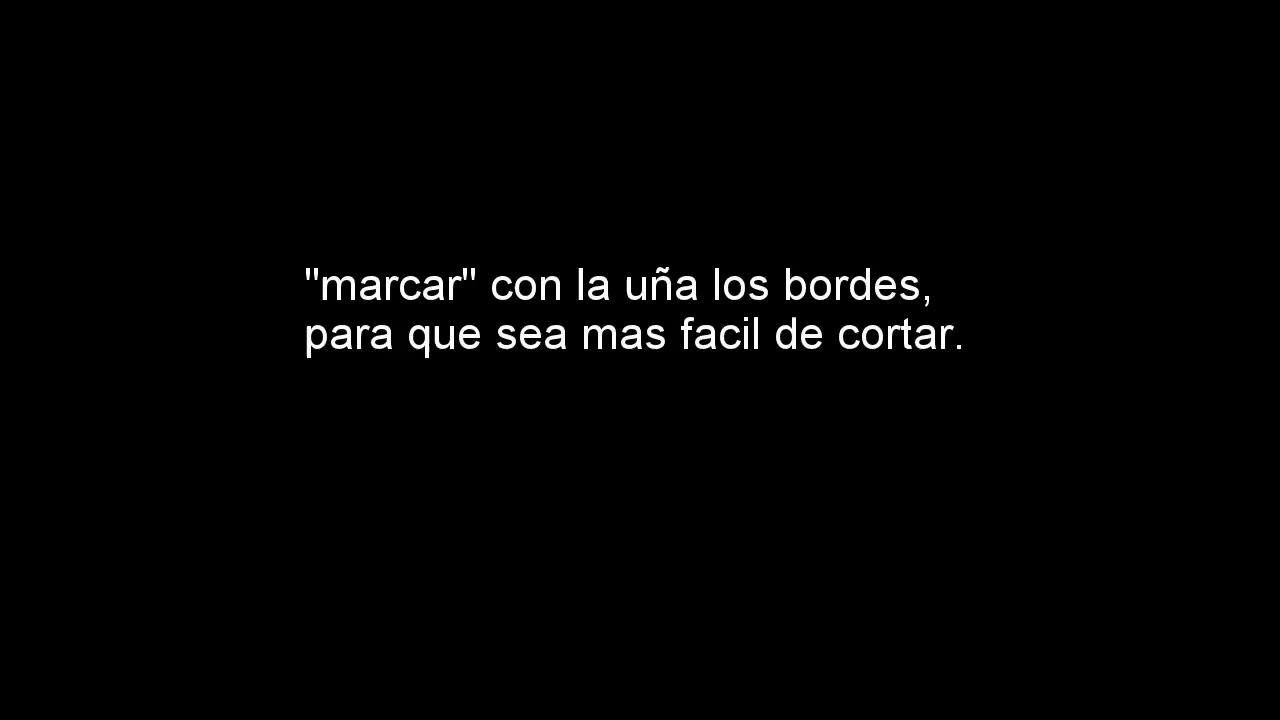 "marcar" con la uña los bordes,
para que sea mas facil de cortar.